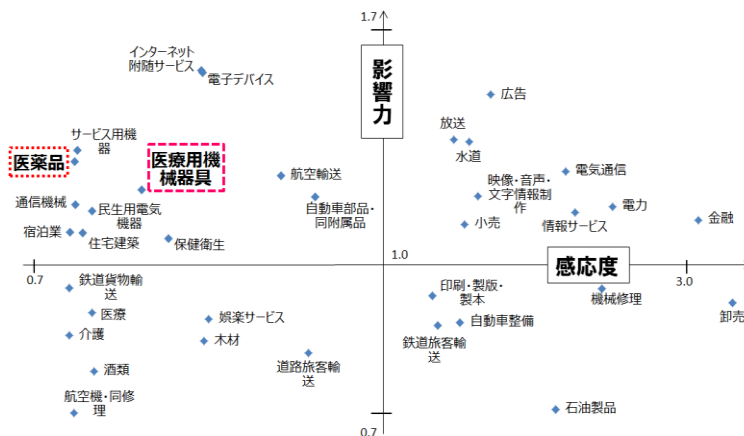 1.7
インターネット
附随サービス
電子デバイス
影響力
広告
放送
水道
サービス用機
器
医薬品
医療用機
械器具
航空輸送
電気通信
映像・音声・
文字情報制
作
通信機械
民生用電気
機器
自動車部品・
同附属品
小売
情報サービス
電力
金融
宿泊業
住宅建築
保健衛生
0.7
1.0
感応度
3.0
鉄道貨物輸
送
印刷・製版・
製本
機械修理
卸売
医療
娯楽サービス
自動車整備
介護
木材
鉄道旅客輸
送
道路旅客輸
送
酒類
航空機・同修
理
石油製品
0.7